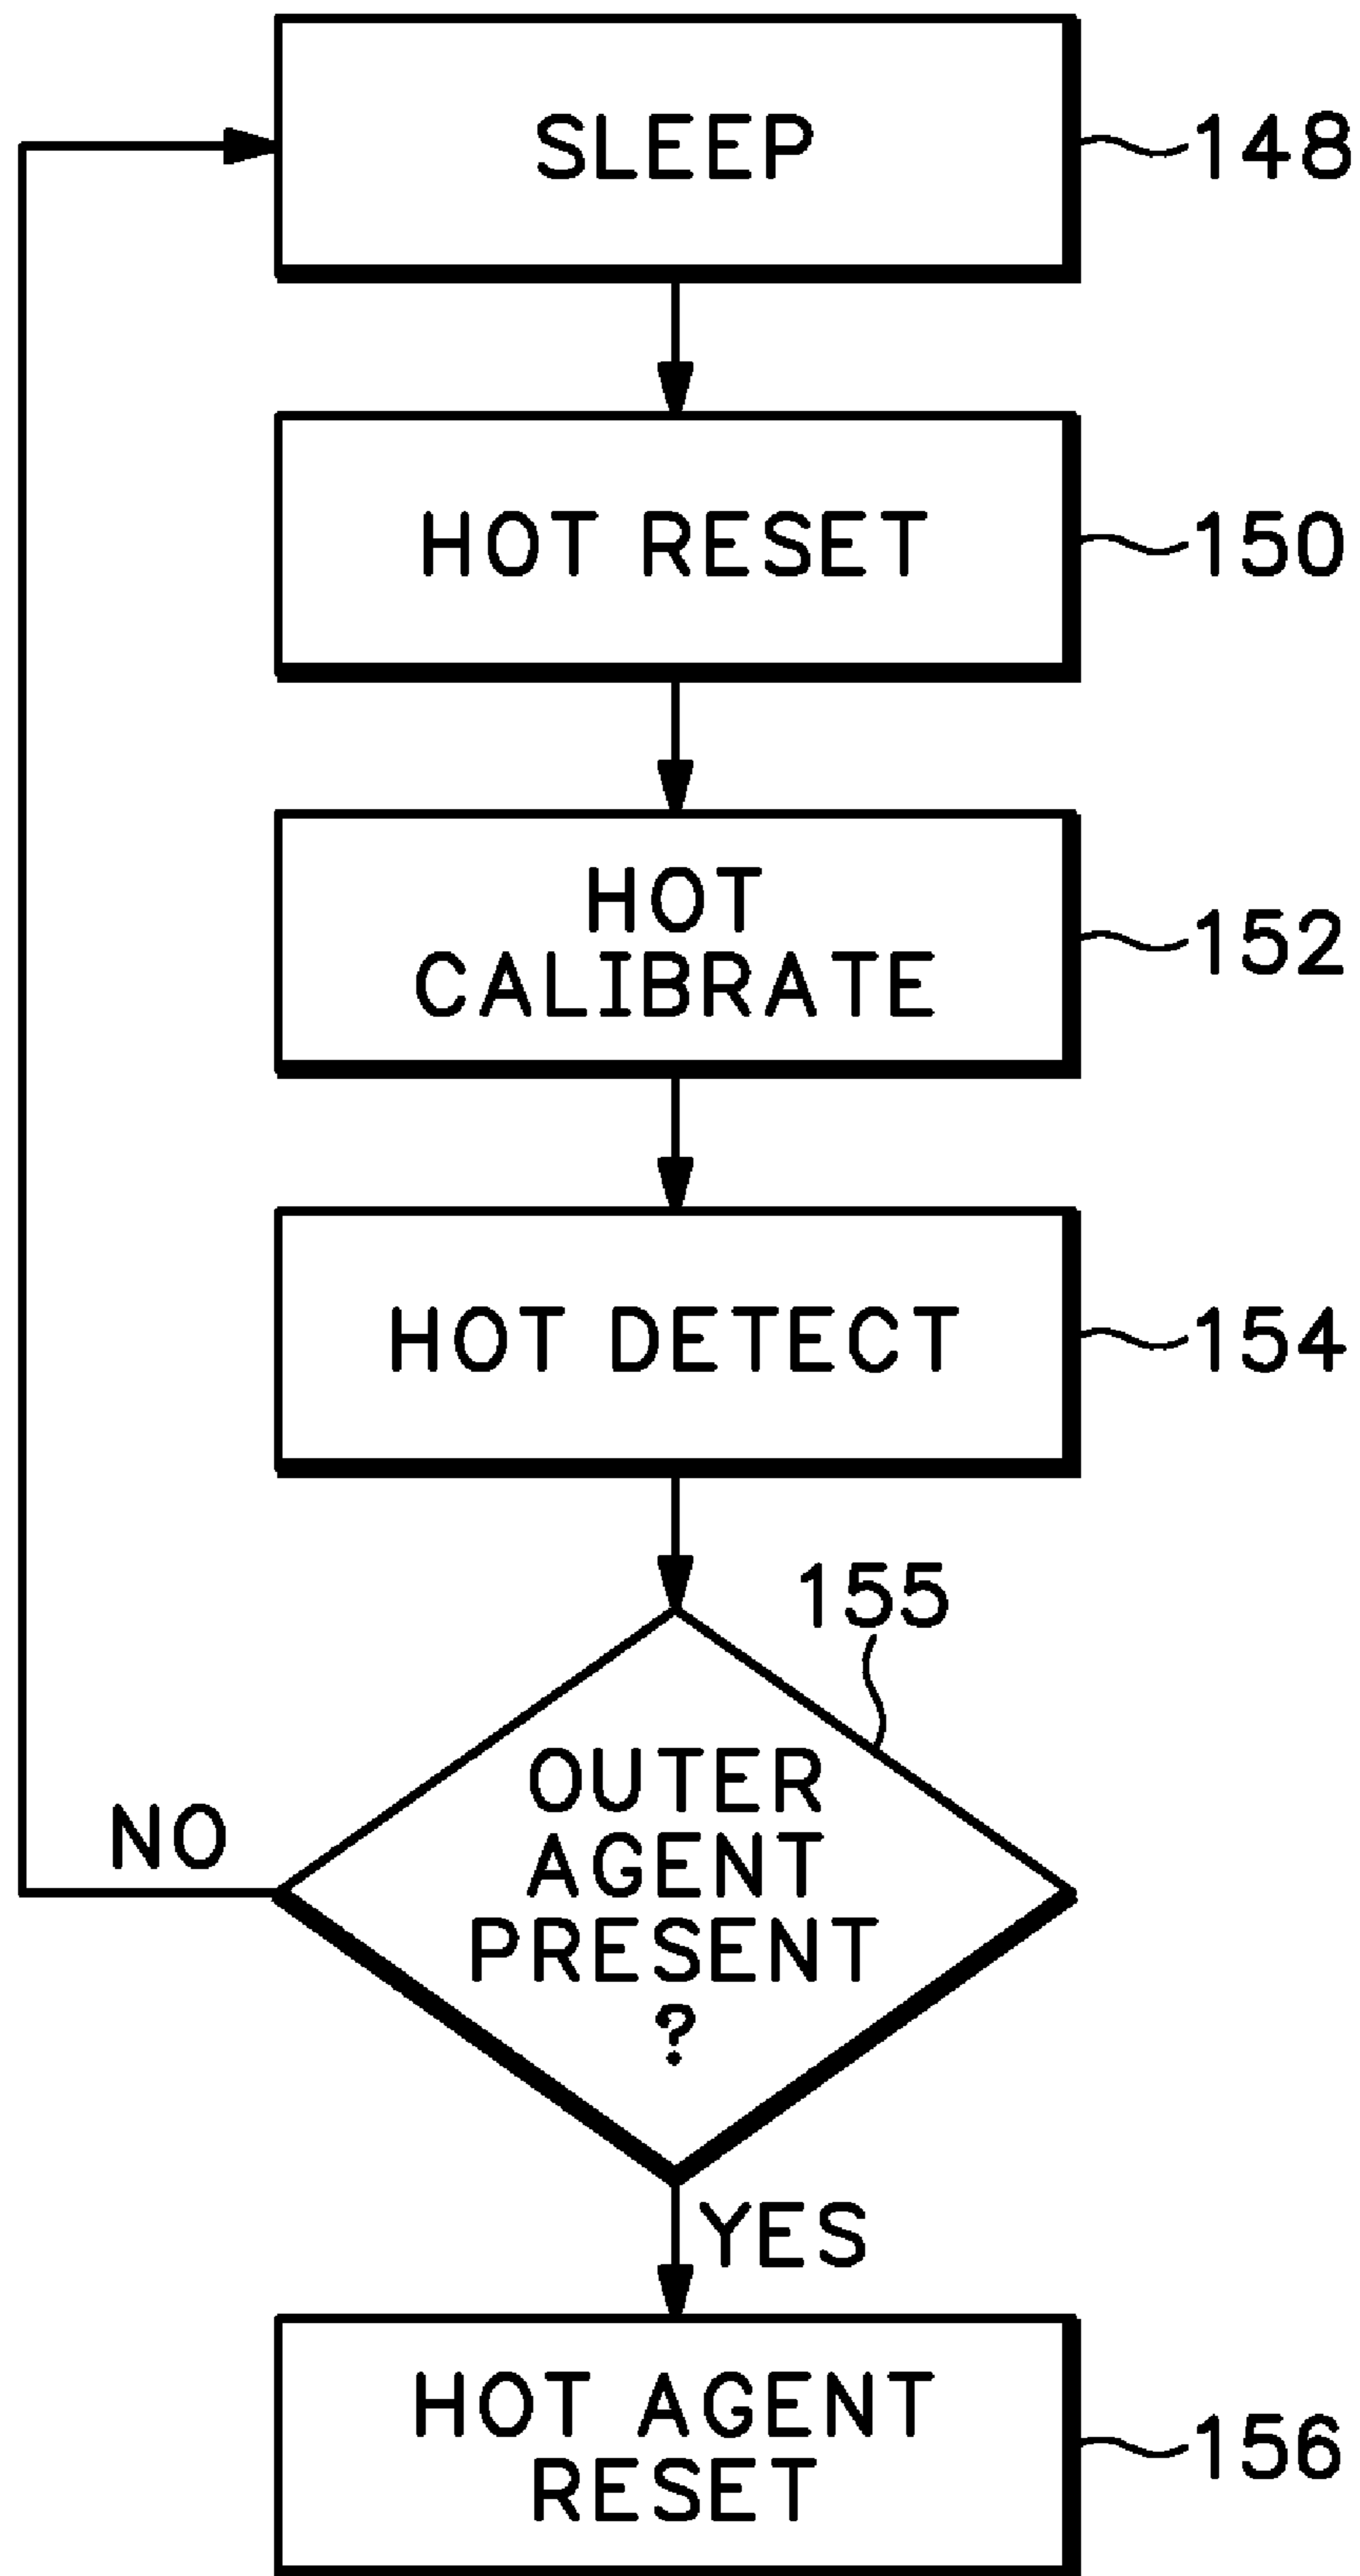 SLEEP
148
HOT RESET
150
HOT
CALIBRATE
152
HOT DETECT
154
155
OUTER
AGENT
PRESENT
?
NO
YES
HOT AGENT
RESET
156